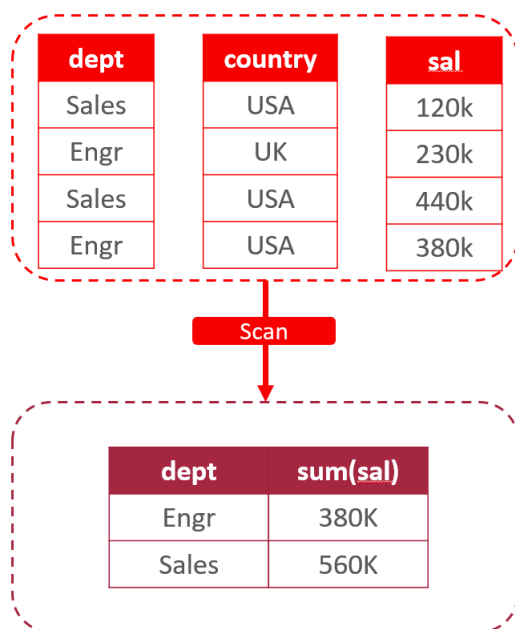 dept country sal
Sales USA 120k
Engr UK 230k
Sales USA 440k
Engr USA 380k
Scan
dept sum(sal)
Engr 380K
Sales 560K